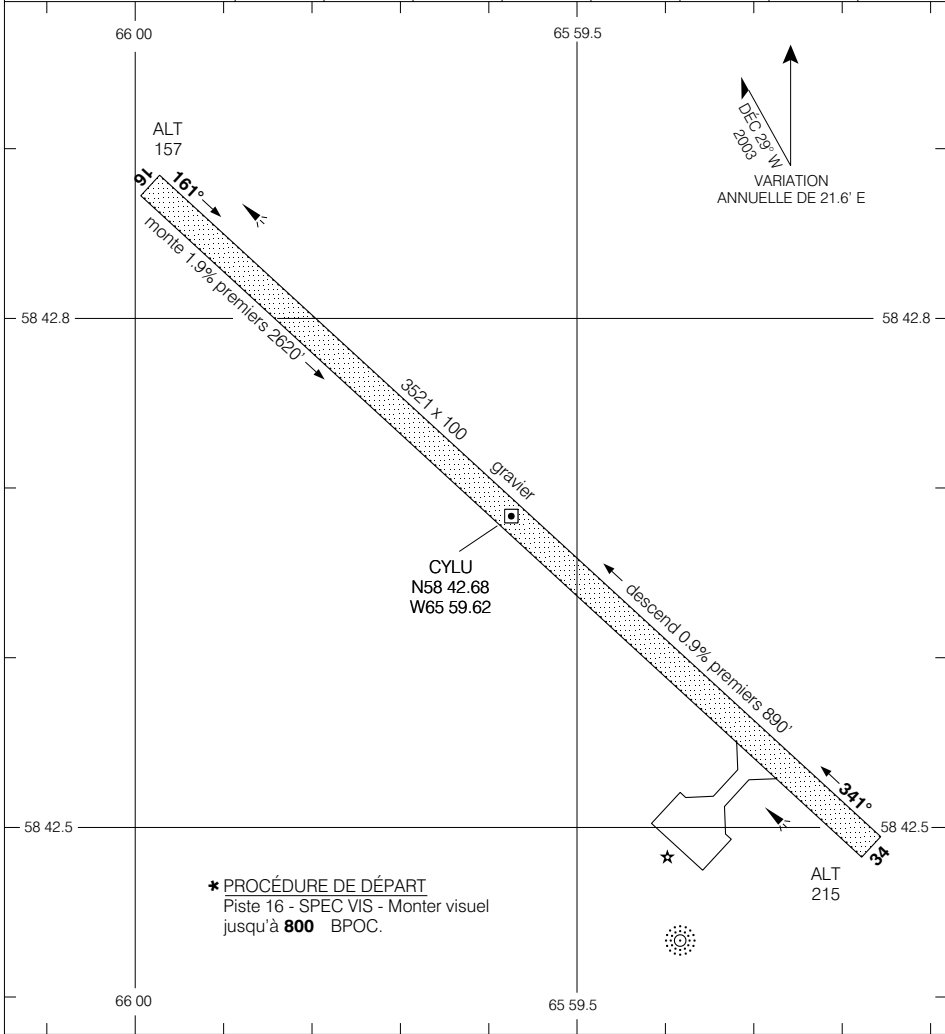 66 00
65 59.5
ALT
157
DÉC 29° W
2003
VARIATION
ANNUELLE DE 21.6' E
16
161°
monte 1.9% premiers 2620'
58 42.8
58 42.8
3521 x 100
gravier
CYLU
N58 42.68
W65 59.62
descend 0.9% premiers 890'
341°
58 42.5
58 42.5
34
ALT
215
* PROCÉDURE DE DÉPART
Piste 16 - SPEC VIS - Monter visuel
jusqu'à 800 BPOC.
66 00
65 59.5